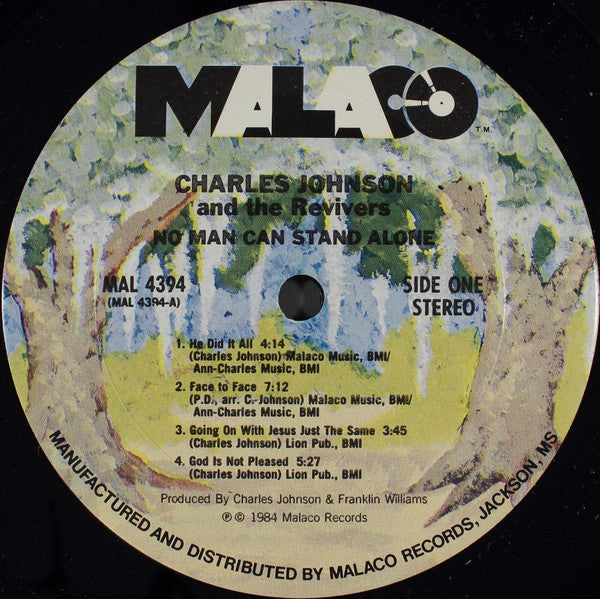 MALACO T.M.
CHARLES JOHNSON
and the Revivers
NO MAN CAN STAND ALONE
MAL 4394
(MAL 4394-A)
SIDE ONE
STEREO
1. He Did It All 4:14
(Charles Johnson) Malaco Music, BMI/
Ann-Charles Music, BMI
2. Face to Face 7:12
(P.D., arr. C. Johnson) Malaco Music, BMI/
Ann-Charles Music, BMI
3. Going On With Jesus Just The Same 3:45
(Charles Johnson) Lion Pub., BMI
4. God Is Not Pleased 5:27
(Charles Johnson) Lion Pub., BMI
Produced By Charles Johnson & Franklin Williams
℗ © 1984 Malaco Records
MANUFACTURED AND DISTRIBUTED BY MALACO RECORDS, JACKSON, MS